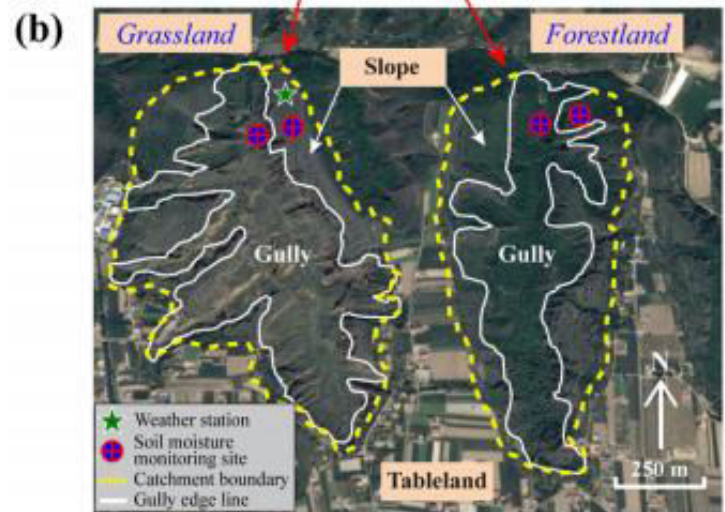 (b)
Grassland
Forestland
Slope
Gully
Gully
N
250 m
Tableland
Weather station
Soil moisture
monitoring site
Catchment boundary
Gully edge line